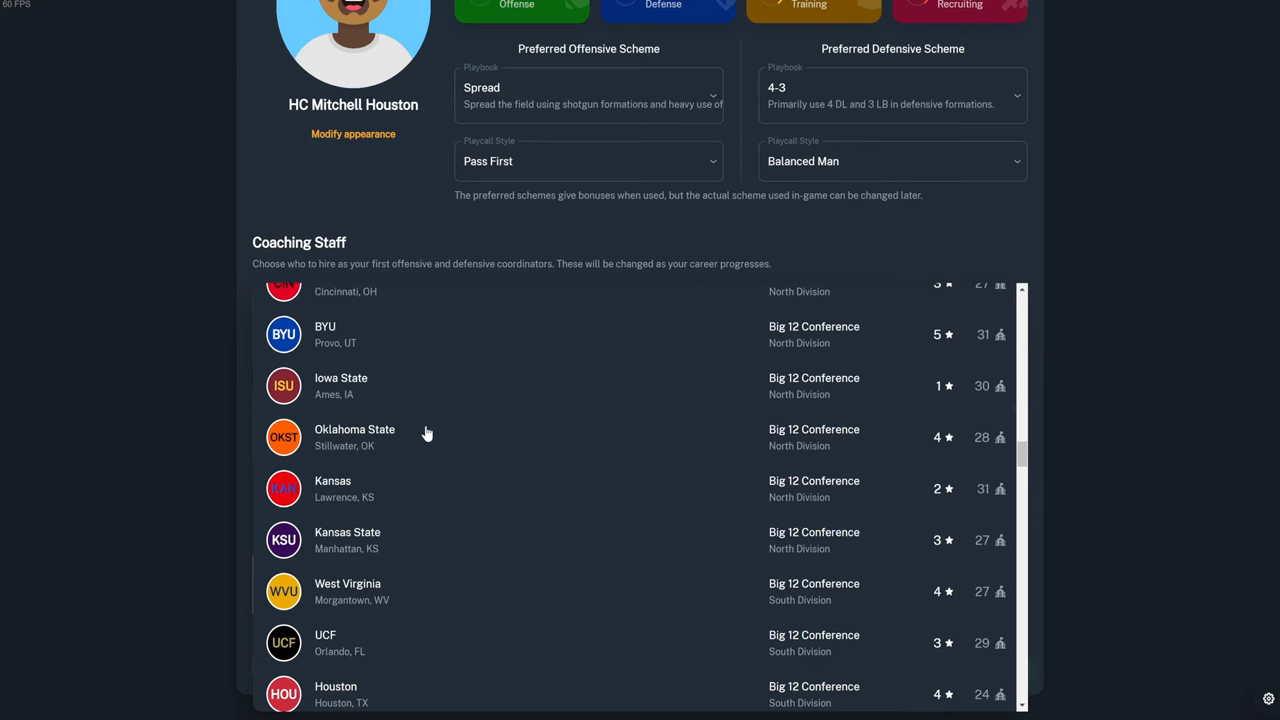 60 FPS
Offense
Defense
Training
Recruiting
Preferred Offensive Scheme
Preferred Defensive Scheme
Playbook
Spread
Spread the field using shotgun formations and heavy use of
Playbook
4-3
Primarily use 4 DL and 3 LB in defensive formations.
HC Mitchell Houston
Modify appearance
Playcall Style
Pass First
Playcall Style
Balanced Man
The preferred schemes give bonuses when used, but the actual scheme used in-game can be changed later.
Coaching Staff
Choose who to hire as your first offensive and defensive coordinators. These will be changed as your career progresses.
CIN
Cincinnati, OH
North Division
3 27
BYU
BYU
Provo, UT
Big 12 Conference
North Division
5 31
ISU
Iowa State
Ames, IA
Big 12 Conference
North Division
1 30
OKST
Oklahoma State
Stillwater, OK
Big 12 Conference
North Division
4 28
KAN
Kansas
Lawrence, KS
Big 12 Conference
North Division
2 31
KSU
Kansas State
Manhattan, KS
Big 12 Conference
North Division
3 27
WVU
West Virginia
Morgantown, WV
Big 12 Conference
South Division
4 27
UCF
UCF
Orlando, FL
Big 12 Conference
South Division
3 29
HOU
Houston
Houston, TX
Big 12 Conference
South Division
4 24